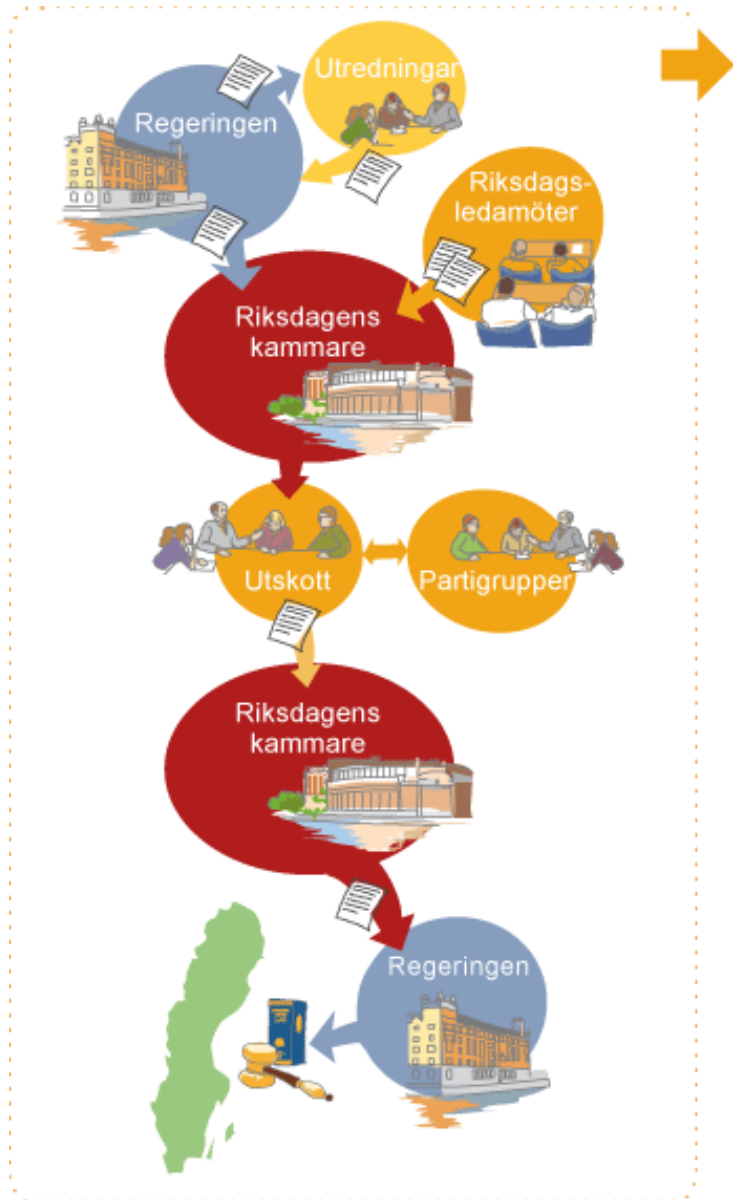 Utredningar
Regeringen
Riksdags-
ledamöter
Riksdagens
kammare
Utskott
Partigrupper
Riksdagens
kammare
Regeringen